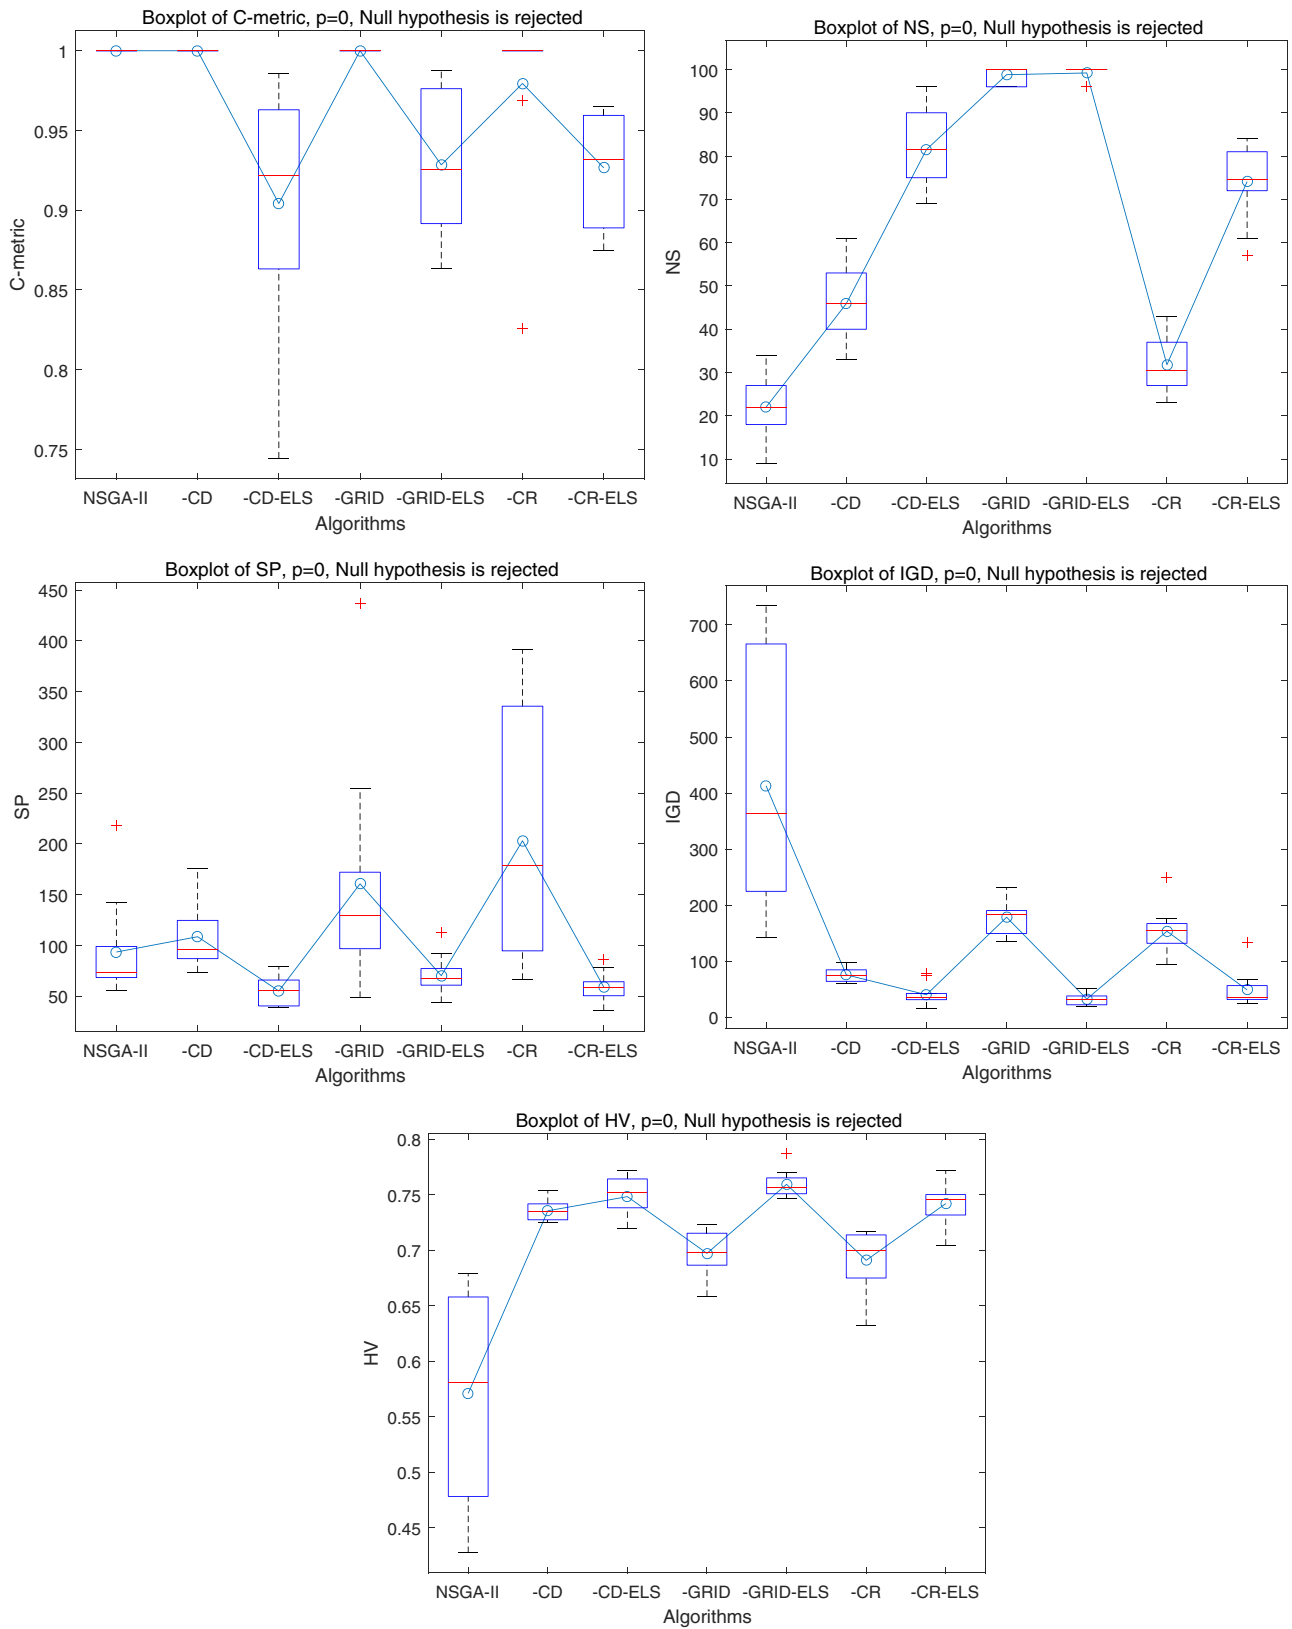 Boxplot of C-metric, p=0, Null hypothesis is rejected
1
0.95
0.9
0.85
0.8
0.75
C-metric
NSGA-II -CD -CD-ELS -GRID -GRID-ELS -CR -CR-ELS
Algorithms
Boxplot of NS, p=0, Null hypothesis is rejected
100
90
80
70
60
50
40
30
20
10
NS
NSGA-II -CD -CD-ELS -GRID -GRID-ELS -CR -CR-ELS
Algorithms
Boxplot of SP, p=0, Null hypothesis is rejected
450
400
350
300
250
200
150
100
50
SP
NSGA-II -CD -CD-ELS -GRID -GRID-ELS -CR -CR-ELS
Algorithms
Boxplot of IGD, p=0, Null hypothesis is rejected
700
600
500
400
300
200
100
0
IGD
NSGA-II -CD -CD-ELS -GRID -GRID-ELS -CR -CR-ELS
Algorithms
Boxplot of HV, p=0, Null hypothesis is rejected
0.8
0.75
0.7
0.65
0.6
0.55
0.5
0.45
HV
NSGA-II -CD -CD-ELS -GRID -GRID-ELS -CR -CR-ELS
Algorithms